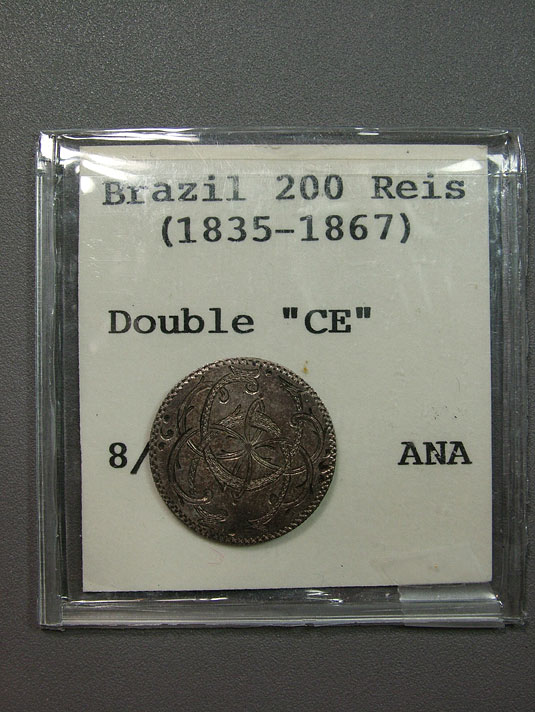 Brazil 200 Reis
(1835-1867)
Double "CE"
8/ ANA